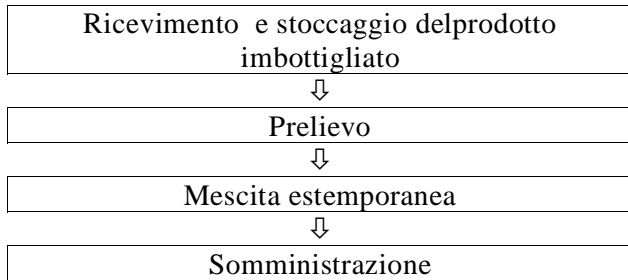 Ricevimento e stoccaggio delprodotto
imbottigliato
⇩
Prelievo
⇩
Mescita estemporanea
⇩
Somministrazione